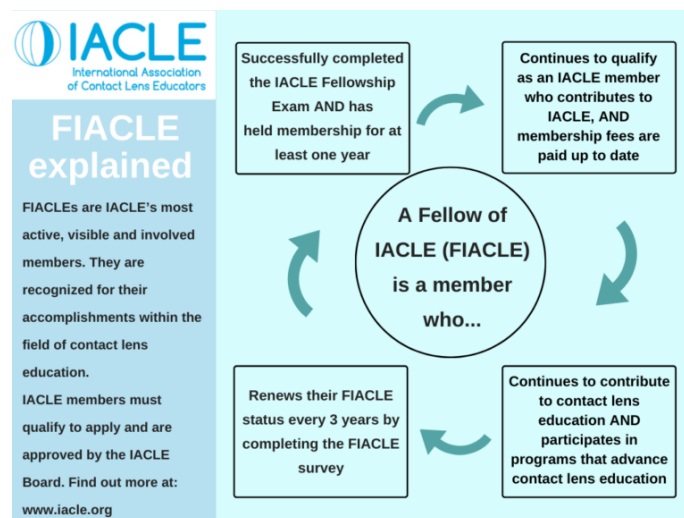 IACLE
International Association
of Contact Lens Educators
FIACLE
explained
FIACLEs are IACLE's most
active, visible and involved
members. They are
recognized for their
accomplishments within the
field of contact lens
education.
IACLE members must
qualify to apply and are
approved by the IACLE
Board. Find out more at:
www.iacle.org
Successfully completed
the IACLE Fellowship
Exam AND has
held membership for at
least one year
Continues to qualify
as an IACLE member
who contributes to
IACLE, AND
membership fees are
paid up to date
A Fellow of
IACLE (FIACLE)
is a member
who...
Continues to contribute
to contact lens
education AND
participates in
programs that advance
contact lens education
Renews their FIACLE
status every 3 years by
completing the FIACLE
survey